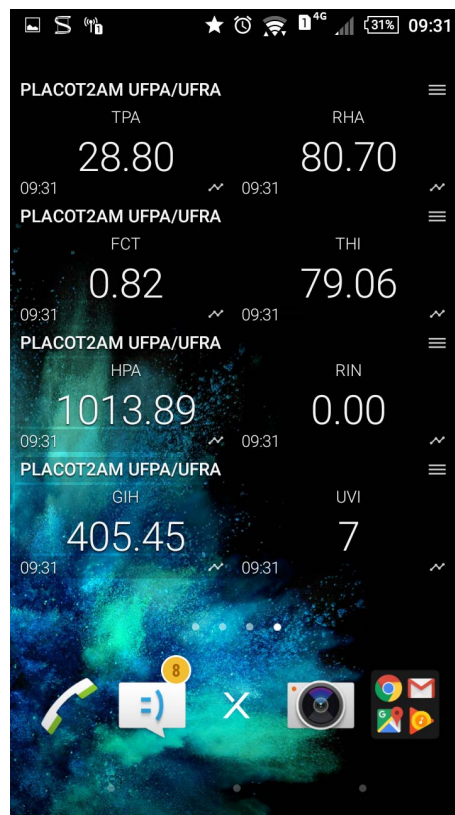 1 4G 31% 09:31
PLACOT2AM UFPA/UFRA
TPA RHA
28.80 80.70
09:31 09:31
PLACOT2AM UFPA/UFRA
FCT THI
0.82 79.06
09:31 09:31
PLACOT2AM UFPA/UFRA
HPA RIN
1013.89 0.00
09:31 09:31
PLACOT2AM UFPA/UFRA
GIH UVI
405.45 7
09:31 09:31
8
:-)